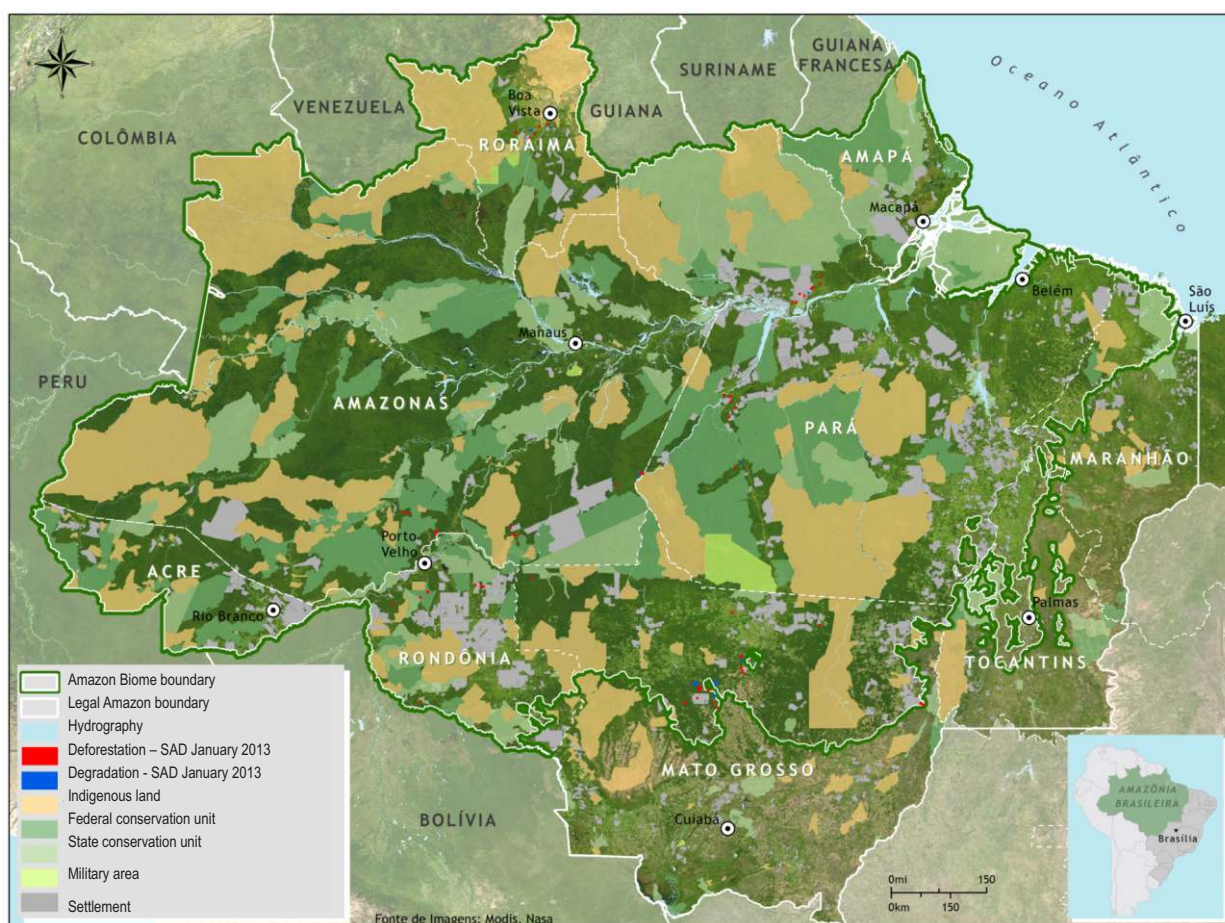 N
W
E
S
GUIANA
FRANCESA
SURINAME
Oceano Atlântico
VENEZUELA
Boa
Vista
GUIANA
COLÔMBIA
RORAIMA
AMAPÁ
Macapá
Belém
São
Luís
Manaus
PERU
AMAZONAS
PARÁ
MARANHÃO
Porto
Velho
ACRE
Rio Branco
Palmas
RONDÔNIA
TOCANTINS
MATO GROSSO
BOLÍVIA
Cuiabá
Amazon Biome boundary
Legal Amazon boundary
Hydrography
Deforestation – SAD January 2013
Degradation - SAD January 2013
Indigenous land
Federal conservation unit
State conservation unit
Military area
Settlement
AMAZÔNIA
BRASILEIRA
Brasília
0mi 150
0km 150
Fonte de Imagens: Modis, Nasa